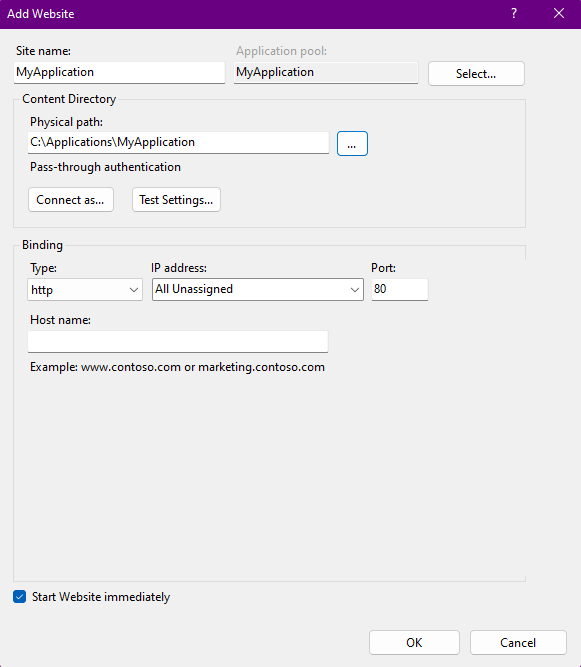 Add Website
?
Site name:
Application pool:
MyApplication
MyApplication
Select...
Content Directory
Physical path:
C:\Applications\MyApplication
...
Pass-through authentication
Connect as...
Test Settings...
Binding
Type:
IP address:
Port:
http
All Unassigned
80
Host name:
Example: www.contoso.com or marketing.contoso.com
Start Website immediately
OK
Cancel